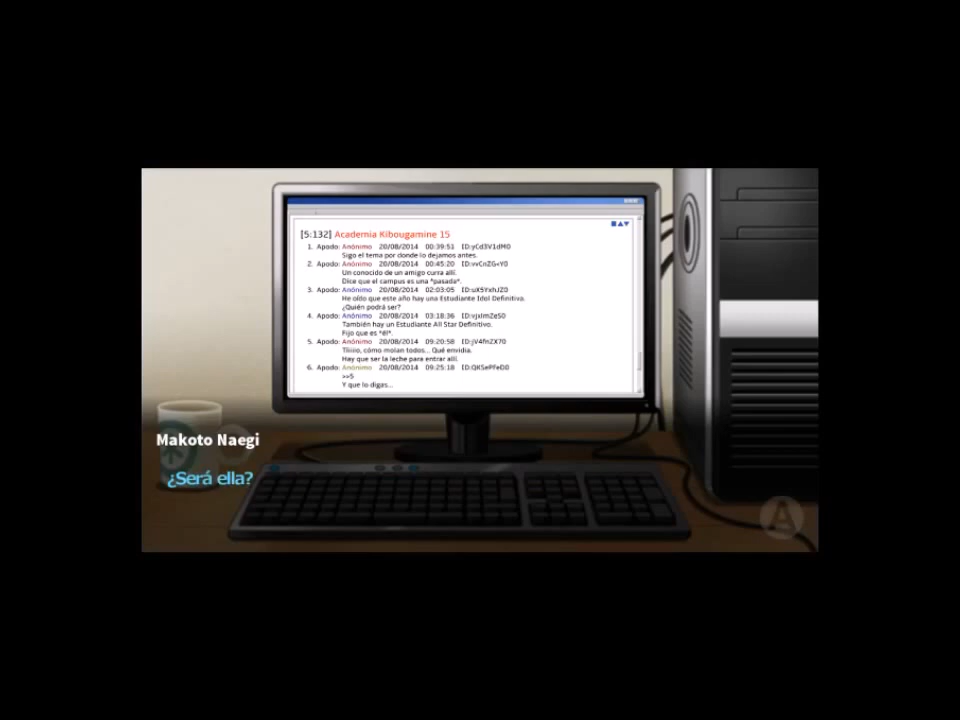 [5:132] Academia Kibougamine 15
1. Apodo: Anónimo 20/08/2014 00:39:51 ID:yCd3V1dM0
Sigo el tema por donde lo dejamos antes.
2. Apodo: Anónimo 20/08/2014 00:45:20 ID:vvCnZG+Y0
Un conocido de un amigo curra allí.
Dice que el campus es una *pasada*.
3. Apodo: Anónimo 20/08/2014 02:03:05 ID:uX5YxhJZ0
He oído que este año hay una Estudiante Idol Definitiva.
¿Quién podrá ser?
4. Apodo: Anónimo 20/08/2014 03:18:36 ID:vjxImZeS0
También hay un Estudiante All Star Definitivo.
Fijo que es *él*.
5. Apodo: Anónimo 20/08/2014 09:20:58 ID:jV4fnZX70
Tíiiio, cómo molan todos... Qué envidia.
Hay que ser la leche para entrar allí.
6. Apodo: Anónimo 20/08/2014 09:25:18 ID:QKSePFeD0
>>5
Y que lo digas...
Makoto Naegi
¿Será ella?
A